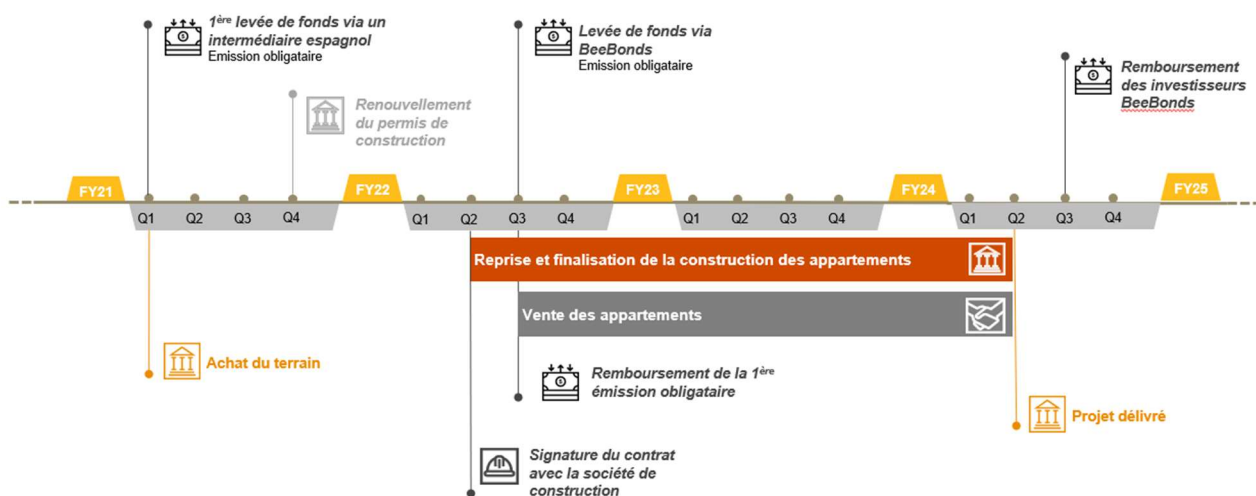 1ère levée de fonds via un
intermédiaire espagnol
Emission obligataire
Levée de fonds via
BeeBonds
Emission obligataire
Remboursement
des investisseurs
BeeBonds
Renouvellement
du permis de
construction
FY21
FY22
FY23
FY24
FY25
Q1 Q2 Q3 Q4
Q1 Q2 Q3 Q4
Q1 Q2 Q3 Q4
Q1 Q2 Q3 Q4
Reprise et finalisation de la construction des appartements
Vente des appartements
Achat du terrain
Remboursement de la 1ère
émission obligataire
Projet délivré
Signature du contrat
avec la société de
construction